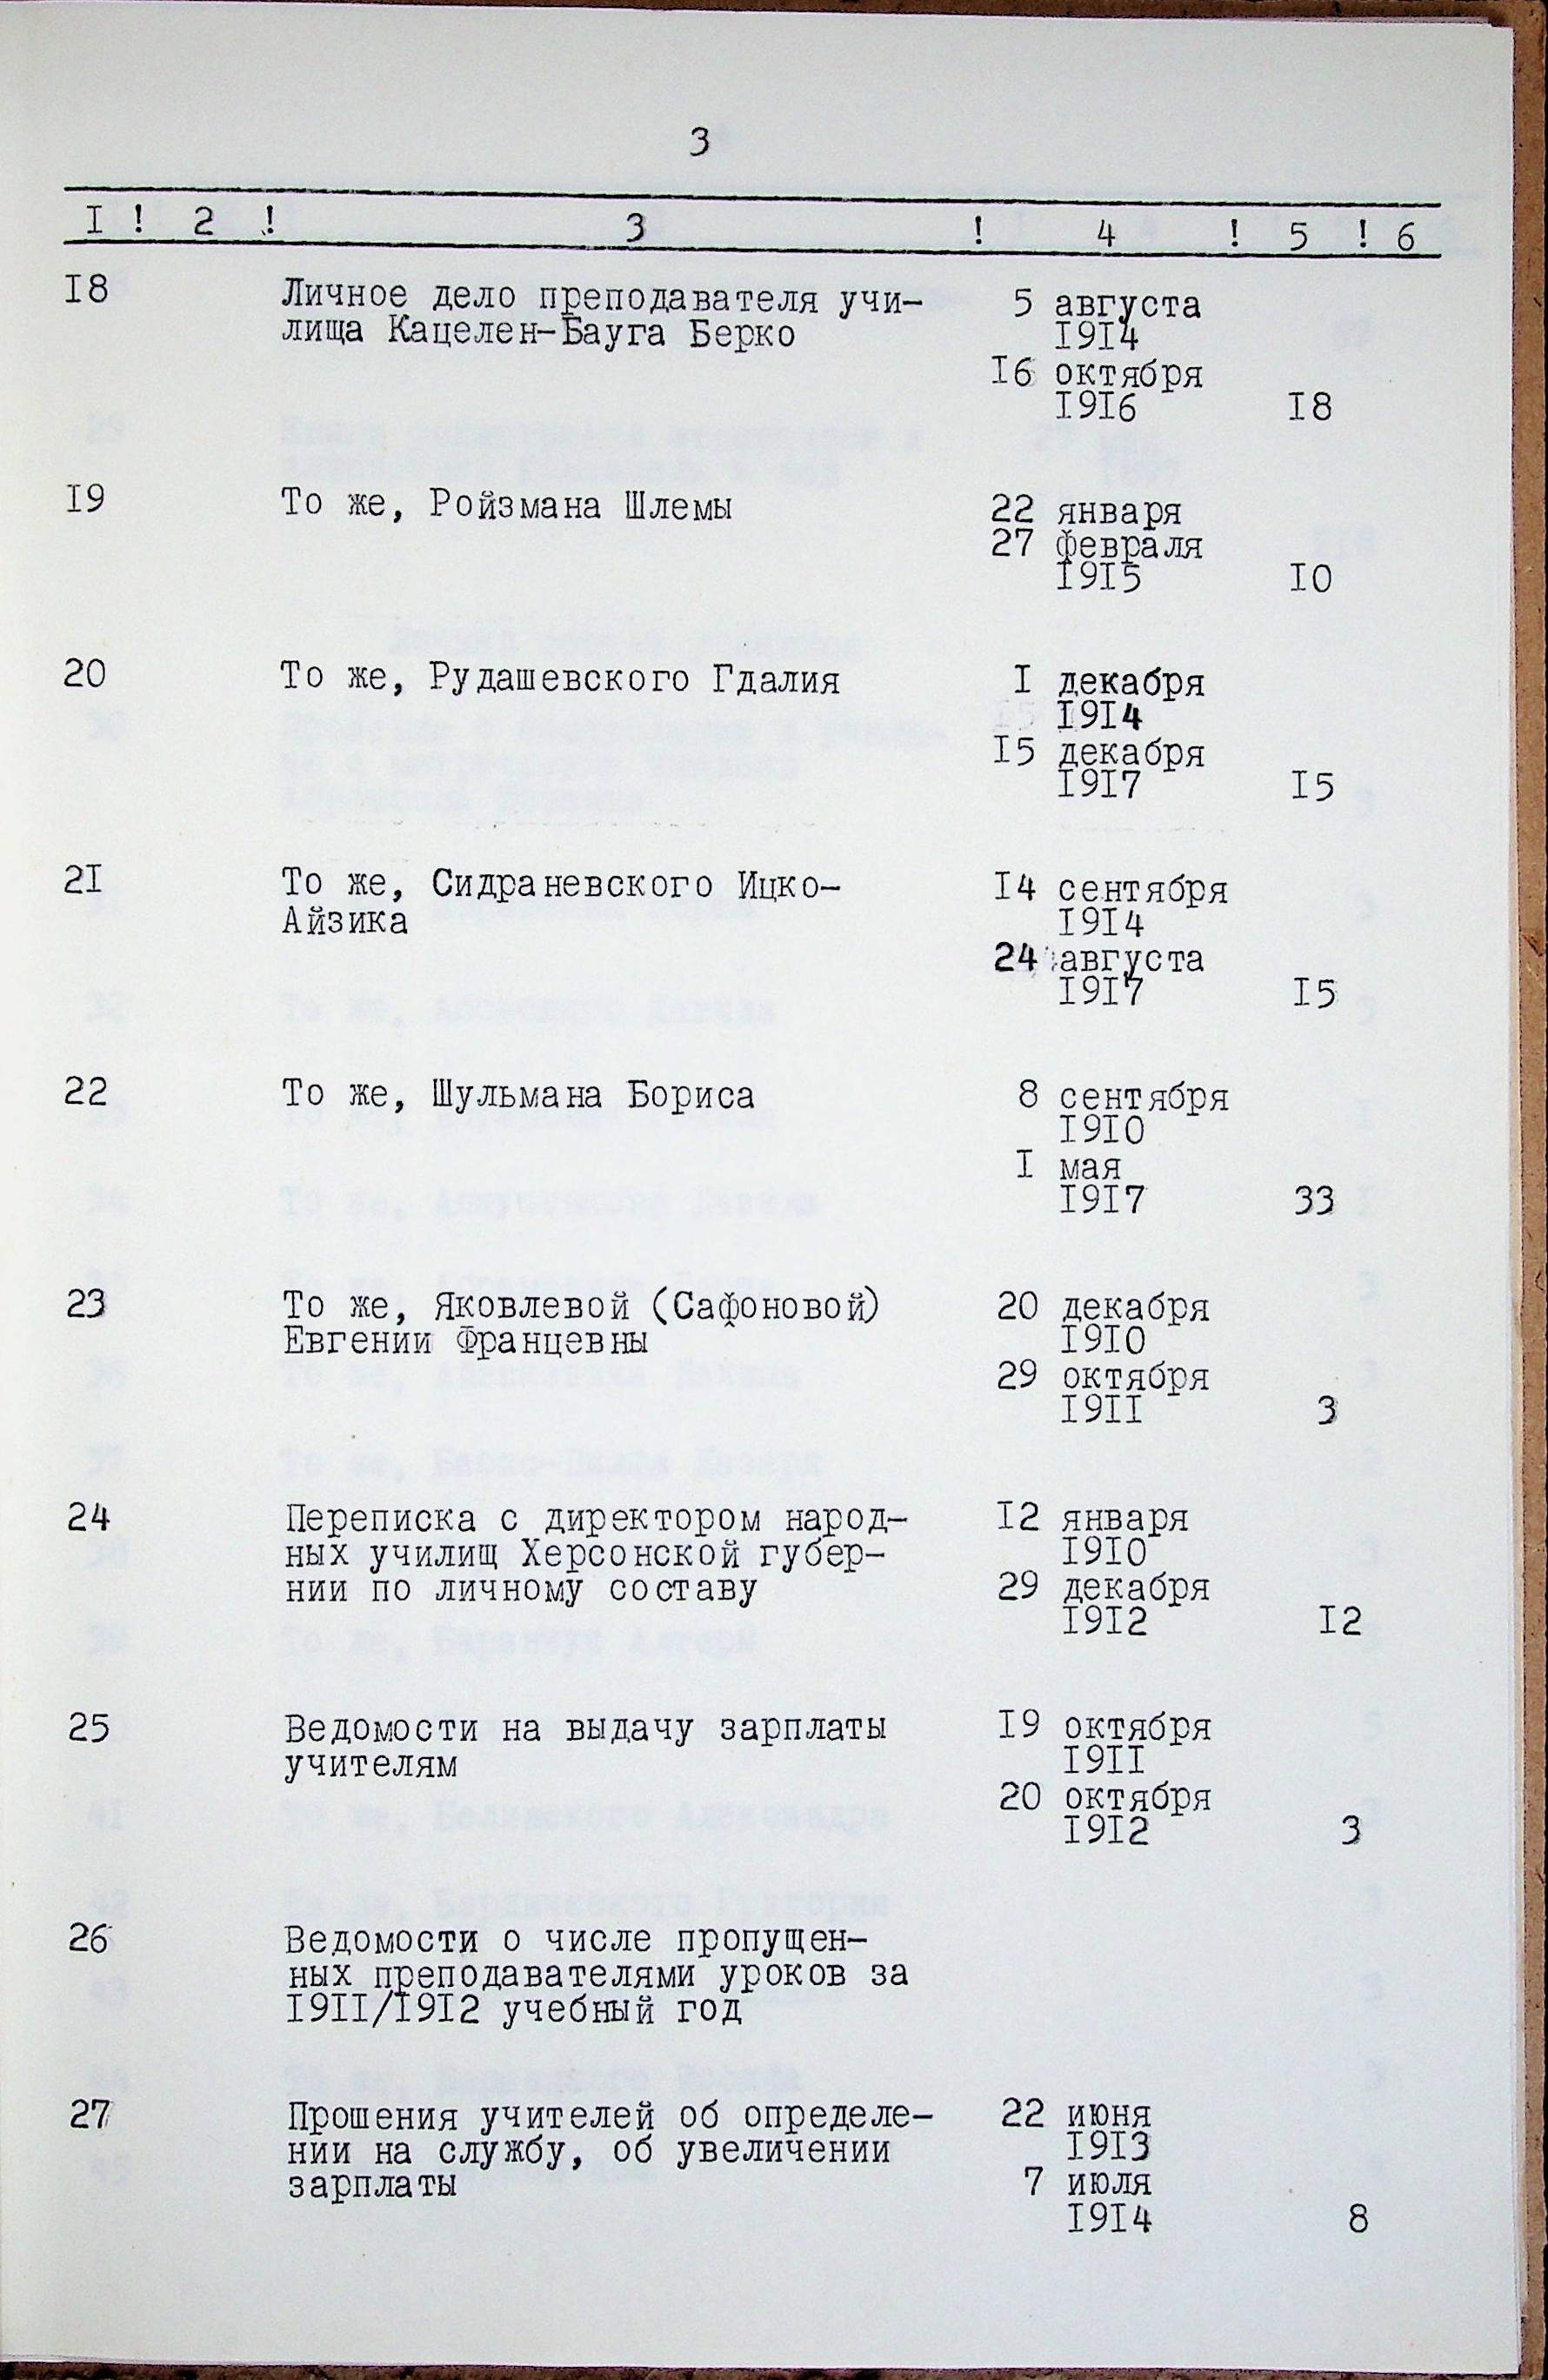 3
I ! 2 ! 3 ! 4 ! 5 ! 6
I8 Личное дело преподавателя учи- 5 августа
лища Кацелен-Бауга Берко I9I4
I6 октября
I9I6 I8
I9 То же, Ройзмана Шлемы 22 января
27 февраля
I9I5 I0
20 То же, Рудашевского Гдалия I декабря
I9I4
I5 декабря
I9I7 I5
2I То же, Сидраневского Ицко- I4 сентября
Айзика I9I4
24 августа
I9I7 I5
22 То же, Шульмана Бориса 8 сентября
I9I0
I мая
I9I7 33
23 То же, Яковлевой (Сафоновой) 20 декабря
Евгении Францевны I9I0
29 октября
I9II 3
24 Переписка с директором народ- I2 января
ных училищ Херсонской губер- I9I0
нии по личному составу 29 декабря
I9I2 I2
25 Ведомости на выдачу зарплаты I9 октября
учителям I9II
20 октября
I9I2 3
26 Ведомости о числе пропущен-
ных преподавателями уроков за
I9II/I9I2 учебный год
27 Прошения учителей об определе- 22 июня
нии на службу, об увеличении I9I3
зарплаты 7 июля
I9I4 8